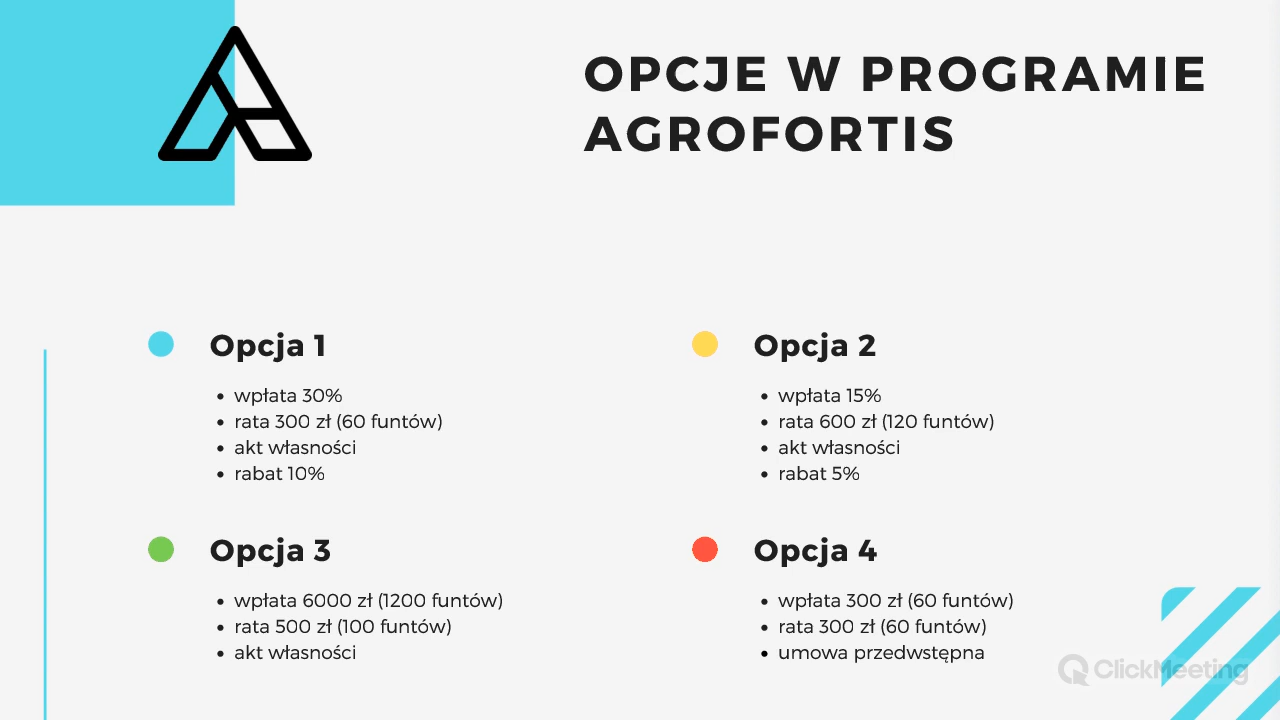 OPCJE W PROGRAMIE
AGROFORTIS
Opcja 1
• wpłata 30%
• rata 300 zł (60 funtów)
• akt własności
• rabat 10%
Opcja 2
• wpłata 15%
• rata 600 zł (120 funtów)
• akt własności
• rabat 5%
Opcja 3
• wpłata 6000 zł (1200 funtów)
• rata 500 zł (100 funtów)
• akt własności
Opcja 4
• wpłata 300 zł (60 funtów)
• rata 300 zł (60 funtów)
• umowa przedwstępna
ClickMeeting